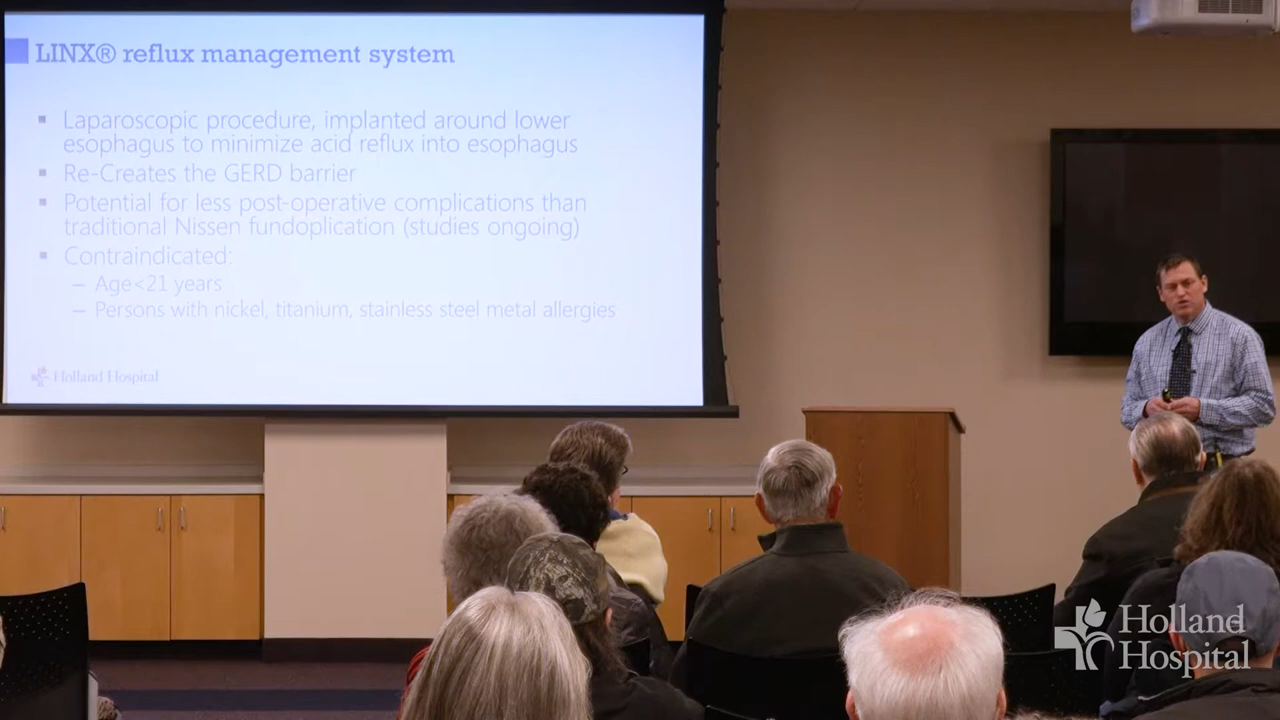 LINX® reflux management system
▪ Laparoscopic procedure, implanted around lower
esophagus to minimize acid reflux into esophagus
▪ Re-Creates the GERD barrier
▪ Potential for less post-operative complications than
traditional Nissen fundoplication (studies ongoing)
▪ Contraindicated:
– Age<21 years
– Persons with nickel, titanium, stainless steel metal allergies
Holland Hospital
Holland
Hospital